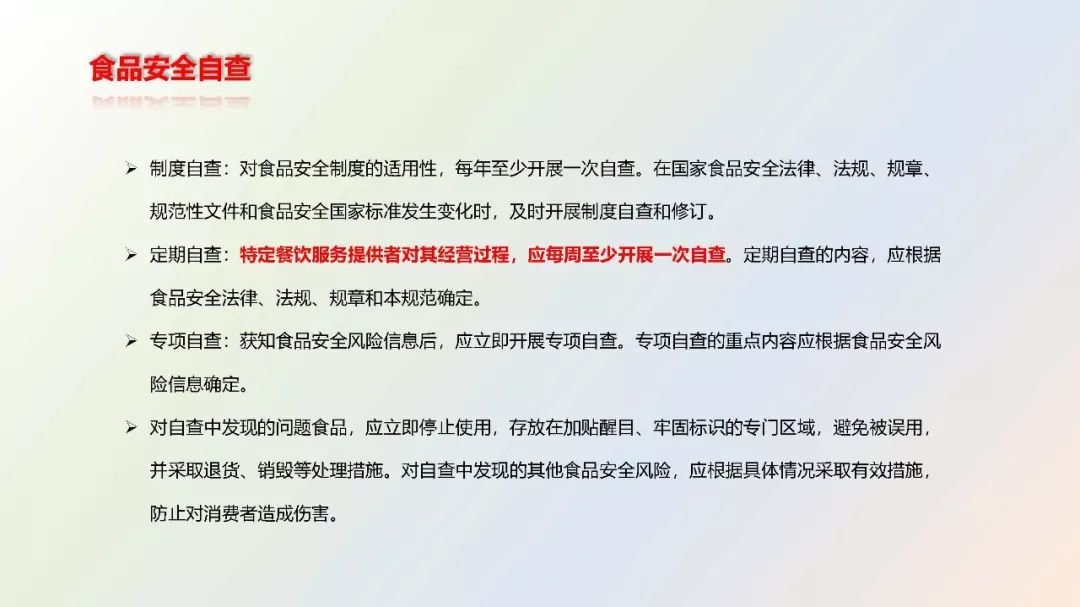 食品安全自查
➢ 制度自查：对食品安全制度的适用性，每年至少开展一次自查。在国家食品安全法律、法规、规章、
规范性文件和食品安全国家标准发生变化时，及时开展制度自查和修订。
➢ 定期自查：特定餐饮服务提供者对其经营过程，应每周至少开展一次自查。定期自查的内容，应根据
食品安全法律、法规、规章和本规范确定。
➢ 专项自查：获知食品安全风险信息后，应立即开展专项自查。专项自查的重点内容应根据食品安全风
险信息确定。
➢ 对自查中发现的问题食品，应立即停止使用，存放在加贴醒目、牢固标识的专门区域，避免被误用，
并采取退货、销毁等处理措施。对自查中发现的其他食品安全风险，应根据具体情况采取有效措施，
防止对消费者造成伤害。